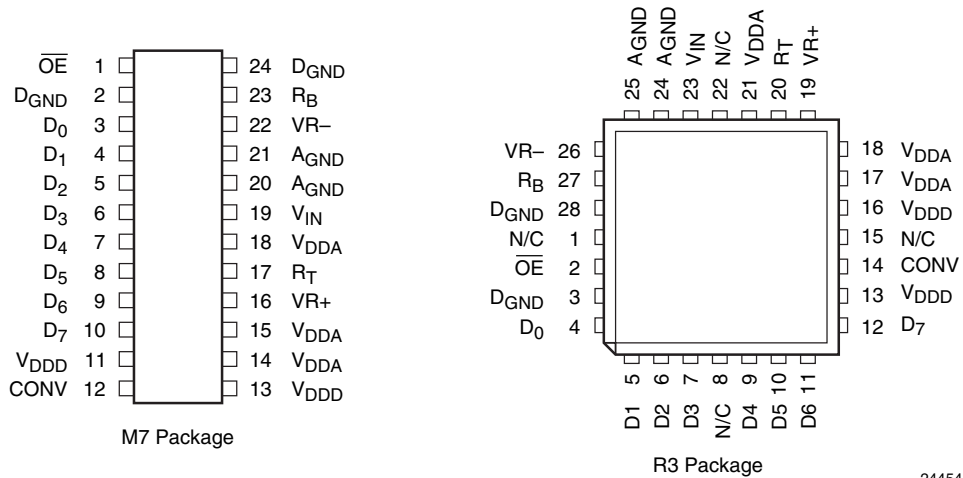 OE 1 24 DGND
DGND 2 23 RB
D0 3 22 VR–
D1 4 21 AGND
D2 5 20 AGND
D3 6 19 VIN
D4 7 18 VDDA
D5 8 17 RT
D6 9 16 VR+
D7 10 15 VDDA
VDDD 11 14 VDDA
CONV 12 13 VDDD
M7 Package
25 AGND
24 AGND
23 VIN
22 N/C
21 VDDA
20 RT
19 VR+
VR– 26 18 VDDA
RB 27 17 VDDA
DGND 28 16 VDDD
N/C 1 15 N/C
OE 2 14 CONV
DGND 3 13 VDDD
D0 4 12 D7
D1 5
D2 6
D3 7
N/C 8
D4 9
D5 10
D6 11
R3 Package
24454